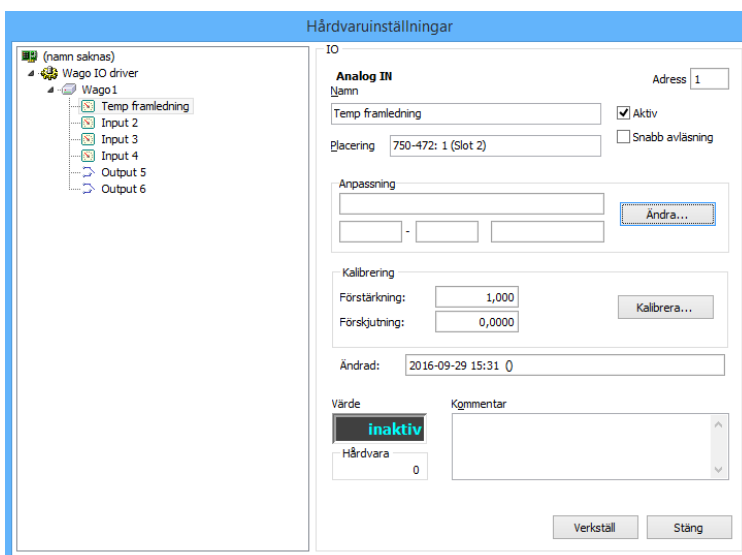 Hårdvaruinställningar
(namn saknas)
Wago IO driver
Wago1
Temp framledning
Input 2
Input 3
Input 4
Output 5
Output 6
IO
Analog IN
Adress 1
Namn
Temp framledning
Aktiv
Snabb avläsning
Placering 750-472: 1 (Slot 2)
Anpassning
Ändra...
-
Kalibrering
Förstärkning: 1,000
Förskjutning: 0,0000
Kalibrera...
Ändrad: 2016-09-29 15:31 ()
Värde
inaktiv
Hårdvara
0
Kommentar
Verkställ
Stäng